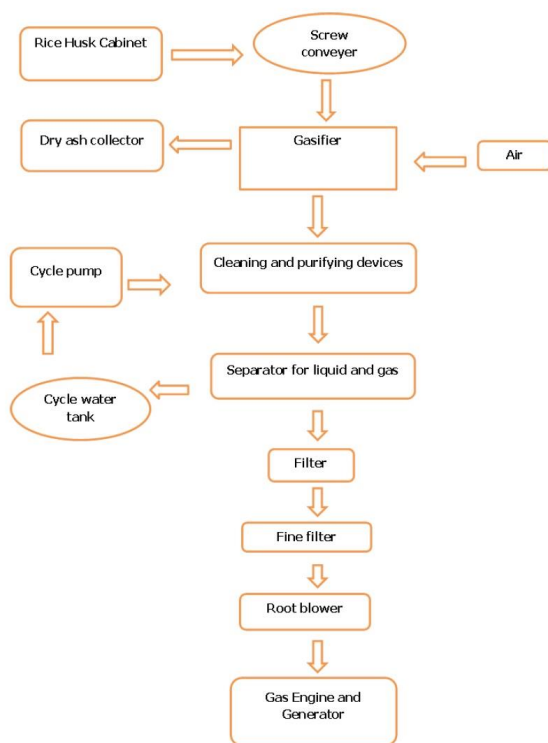 Rice Husk Cabinet
Screw
conveyer
Dry ash collector
Gasifier
Air
Cycle pump
Cleaning and purifying devices
Separator for liquid and gas
Cycle water
tank
Filter
Fine filter
Root blower
Gas Engine and
Generator